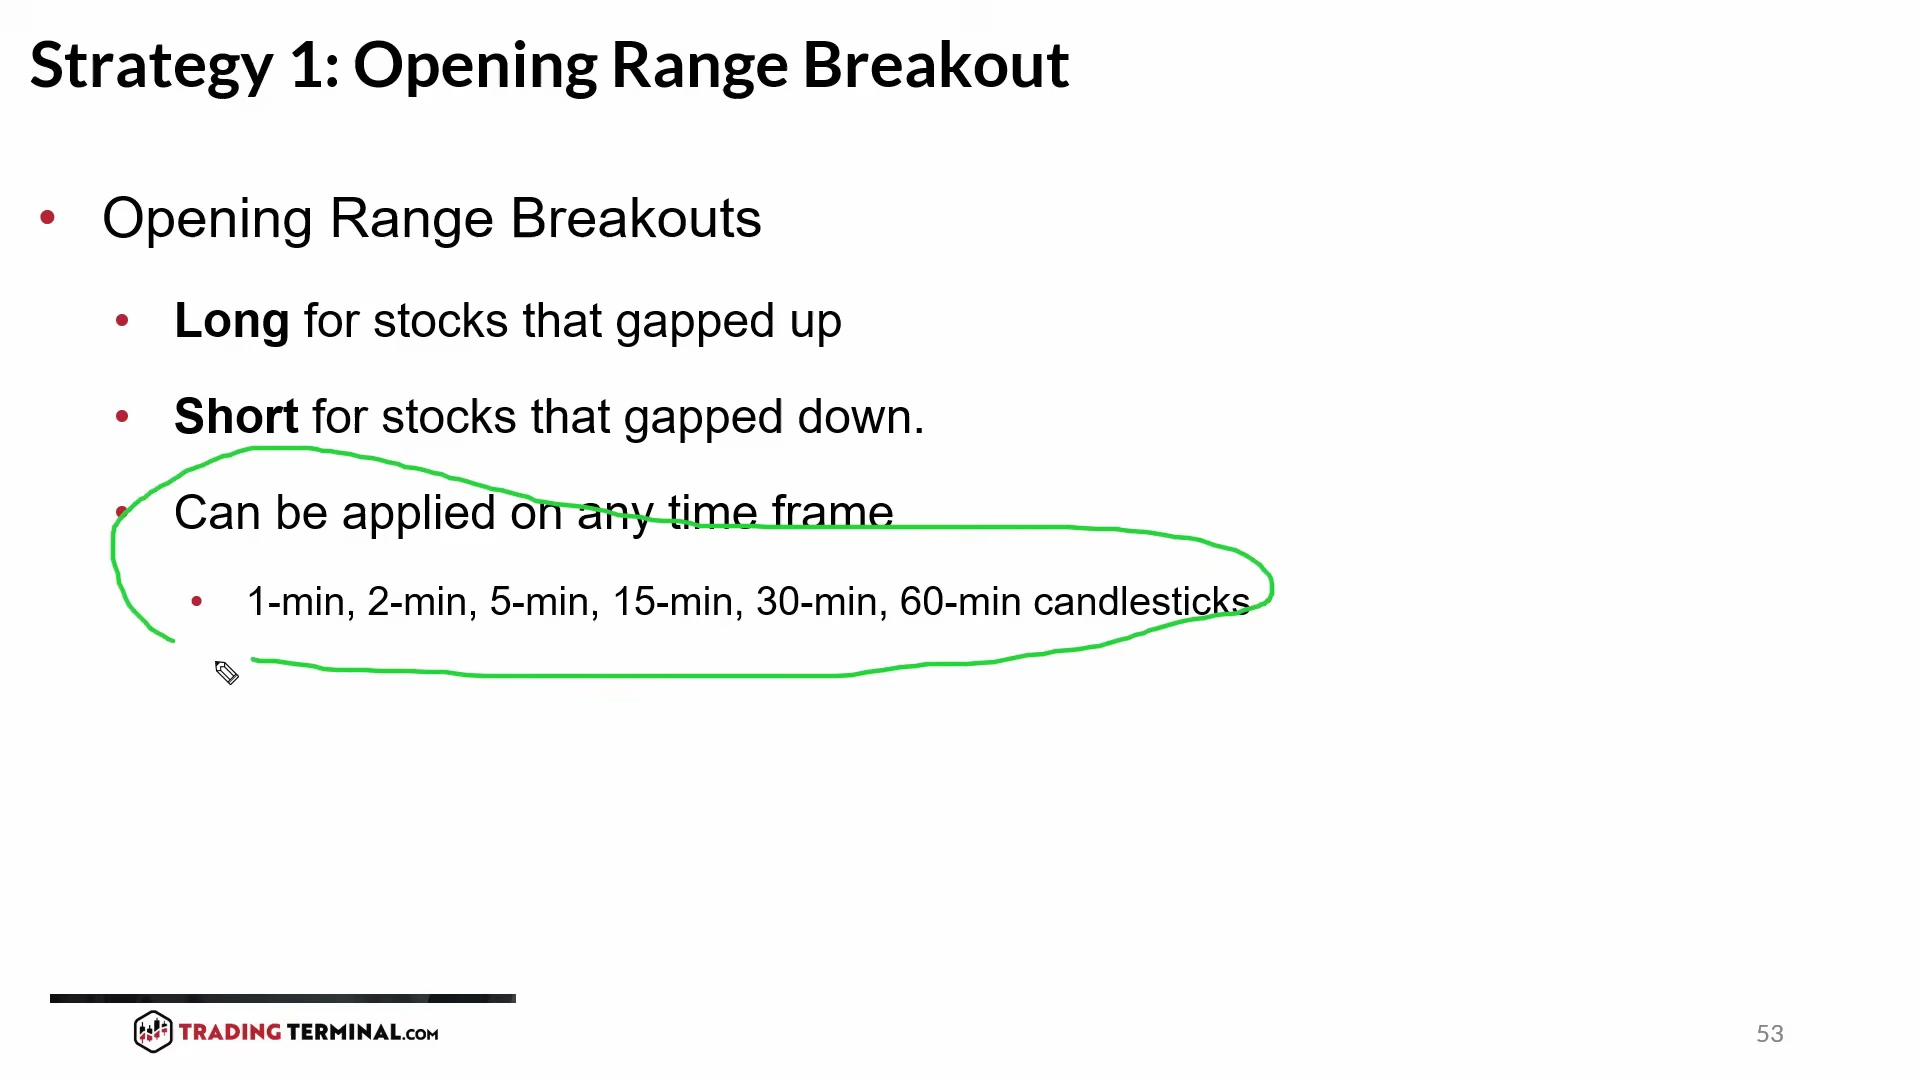 Strategy 1: Opening Range Breakout
• Opening Range Breakouts
• Long for stocks that gapped up
• Short for stocks that gapped down.
• Can be applied on any time frame
• 1-min, 2-min, 5-min, 15-min, 30-min, 60-min candlesticks
TRADING TERMINAL.COM
53